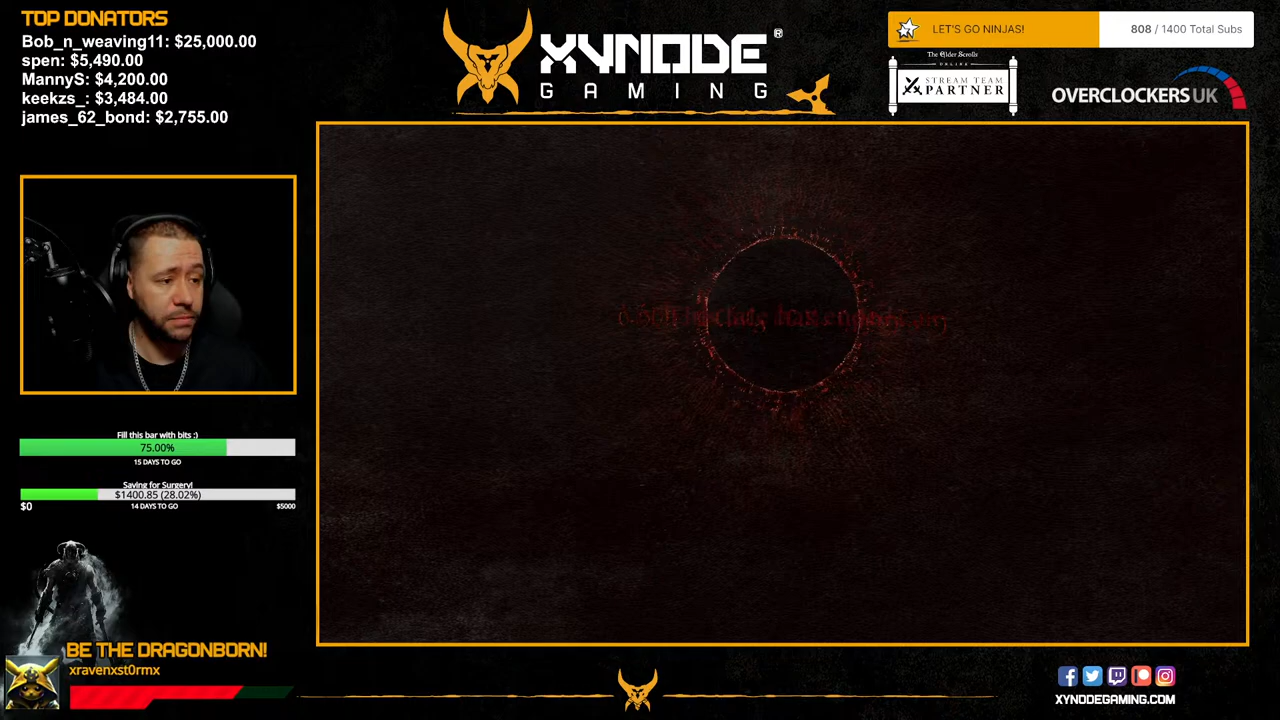 TOP DONATORS
Bob_n_weaving11: $25,000.00
spen: $5,490.00
MannyS: $4,200.00
keekzs_: $3,484.00
james_62_bond: $2,755.00
XYNODE®
GAMING
LET'S GO NINJAS!
808 / 1400 Total Subs
The Elder Scrolls
ONLINE
STREAM TEAM
PARTNER
OVERCLOCKERS UK
Fill this bar with bits :)
75.00%
15 DAYS TO GO
Saving for Surgery!
$1400.85 (28.02%)
$0
14 DAYS TO GO
$5000
BE THE DRAGONBORN!
xravenxst0rmx
XYNODEGAMING.COM